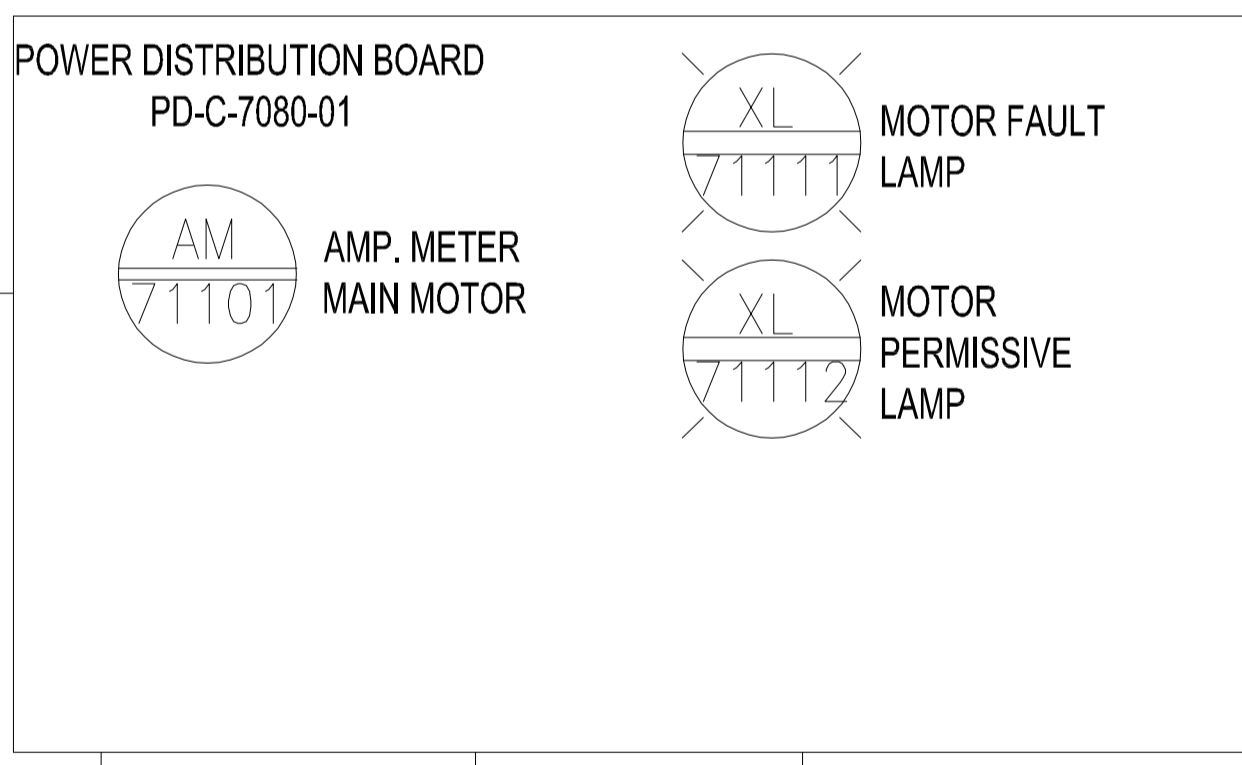 POWER DISTRIBUTION BOARD
PD-C-7080-01
AM
71101
AMP. METER
MAIN MOTOR
XL
71111
MOTOR FAULT
LAMP
XL
71112
MOTOR
PERMISSIVE
LAMP